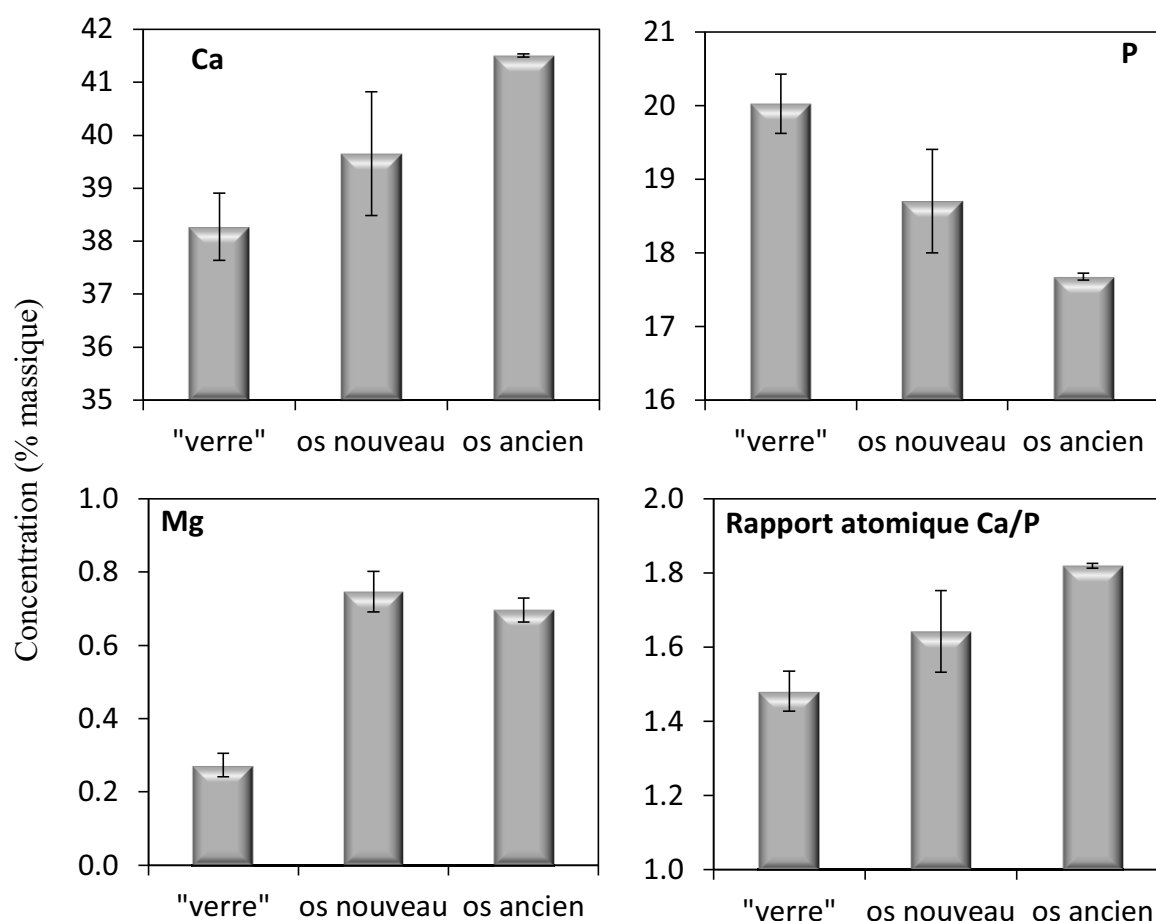 Concentration (% massique)
Ca
42
41
40
39
38
37
36
35
"verre" os nouveau os ancien
P
21
20
19
18
17
16
"verre" os nouveau os ancien
Mg
1.0
0.8
0.6
0.4
0.2
0.0
"verre" os nouveau os ancien
Rapport atomique Ca/P
2.0
1.8
1.6
1.4
1.2
1.0
"verre" os nouveau os ancien